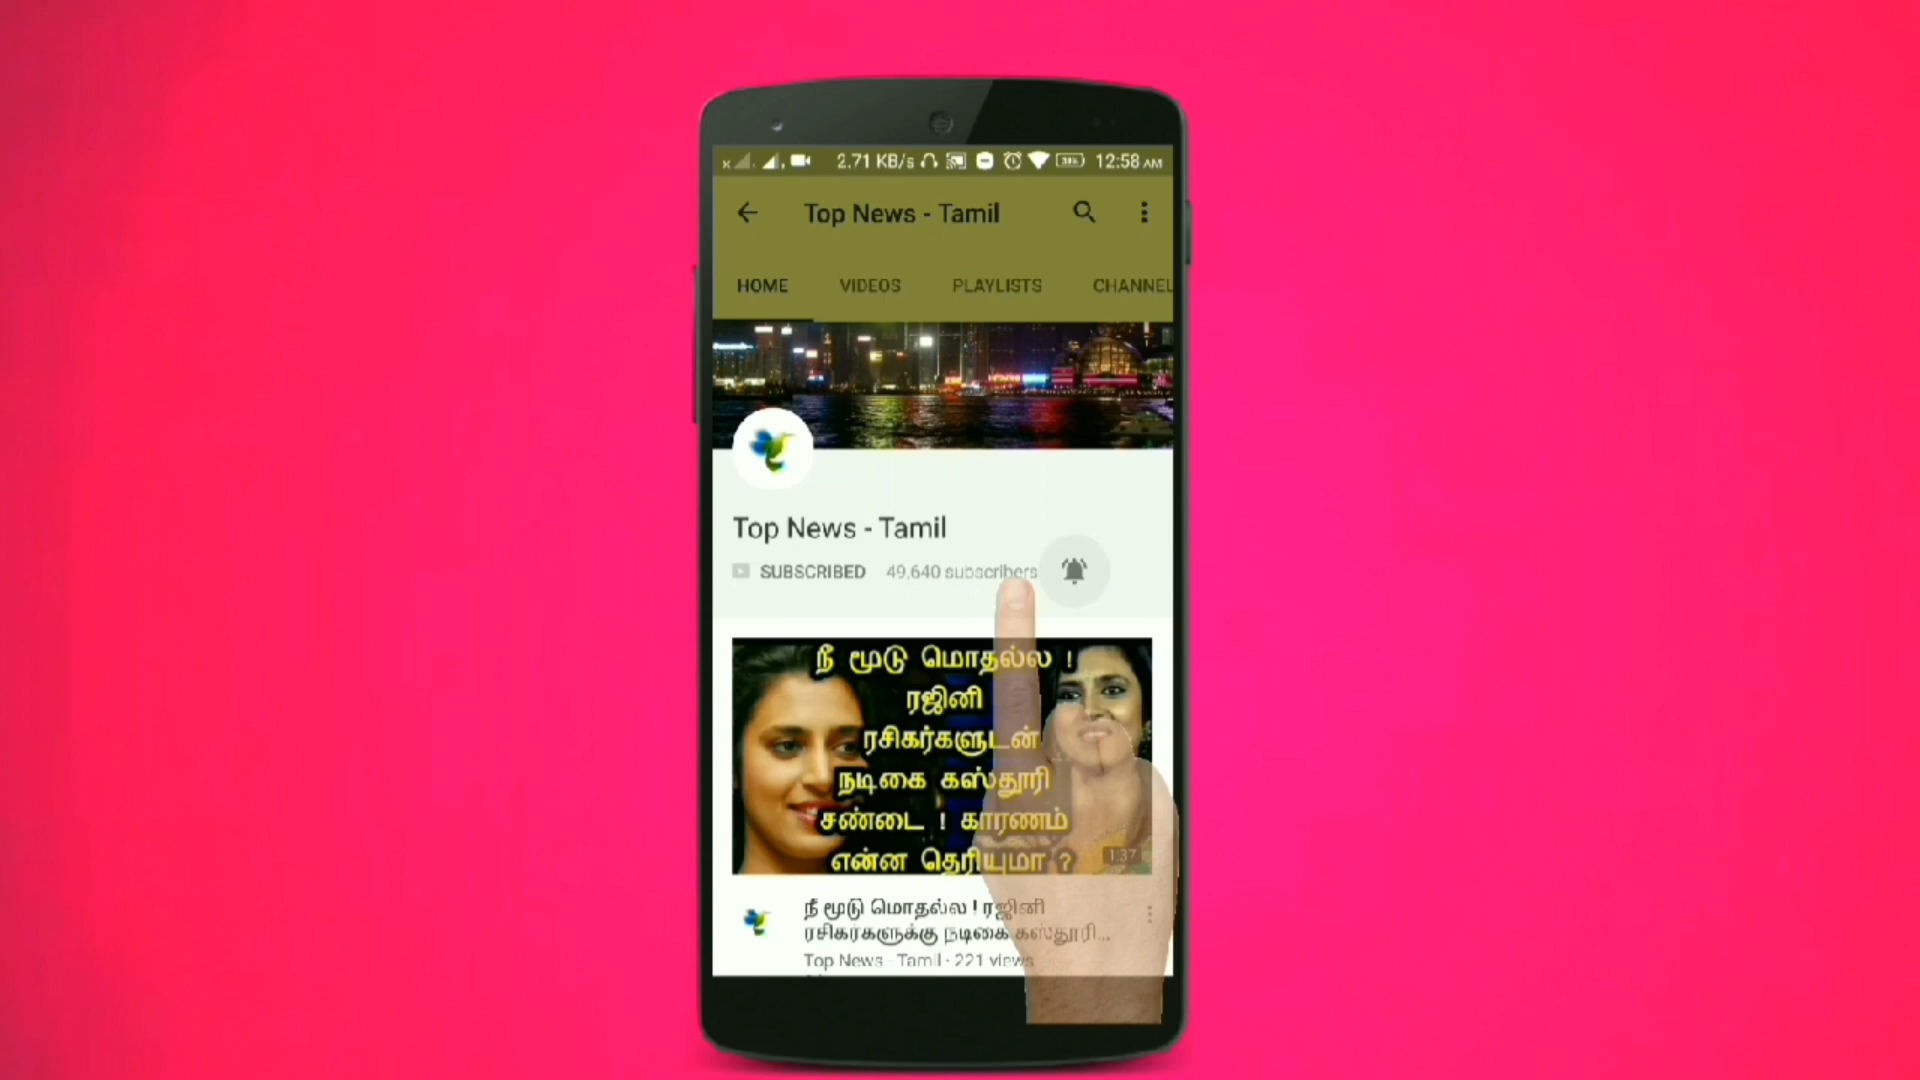 2.71 KB/s 12:58 AM
Top News - Tamil
HOME VIDEOS PLAYLISTS CHANNEL
Top News - Tamil
SUBSCRIBED 49,640 subscribers
நீ மூடு மொதல்ல !
ரஜினி
ரசிகர்களுடன்
நடிகை கஸ்தூரி
சண்டை ! காரணம்
என்ன தெரியுமா ?
1:37
நீ மூடு மொதல்ல ! ரஜினி
ரசிகர்களுக்கு நடிகை கஸ்தூரி...
Top News - Tamil · 221 views